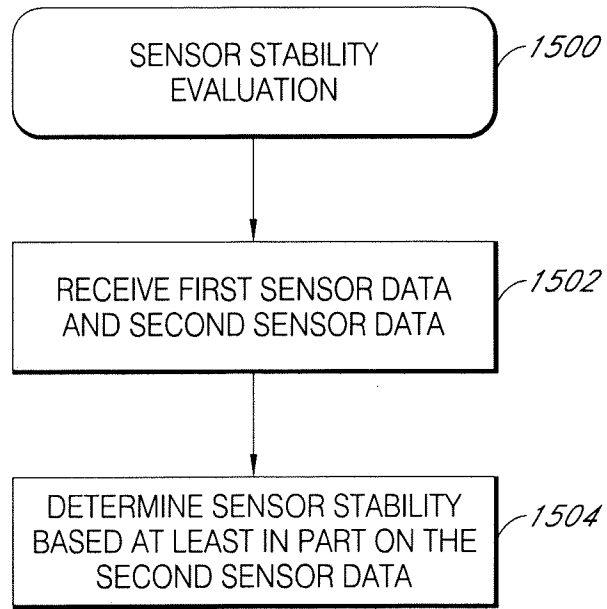 SENSOR STABILITY
EVALUATION
1500
RECEIVE FIRST SENSOR DATA
AND SECOND SENSOR DATA
1502
DETERMINE SENSOR STABILITY
BASED AT LEAST IN PART ON THE
SECOND SENSOR DATA
1504